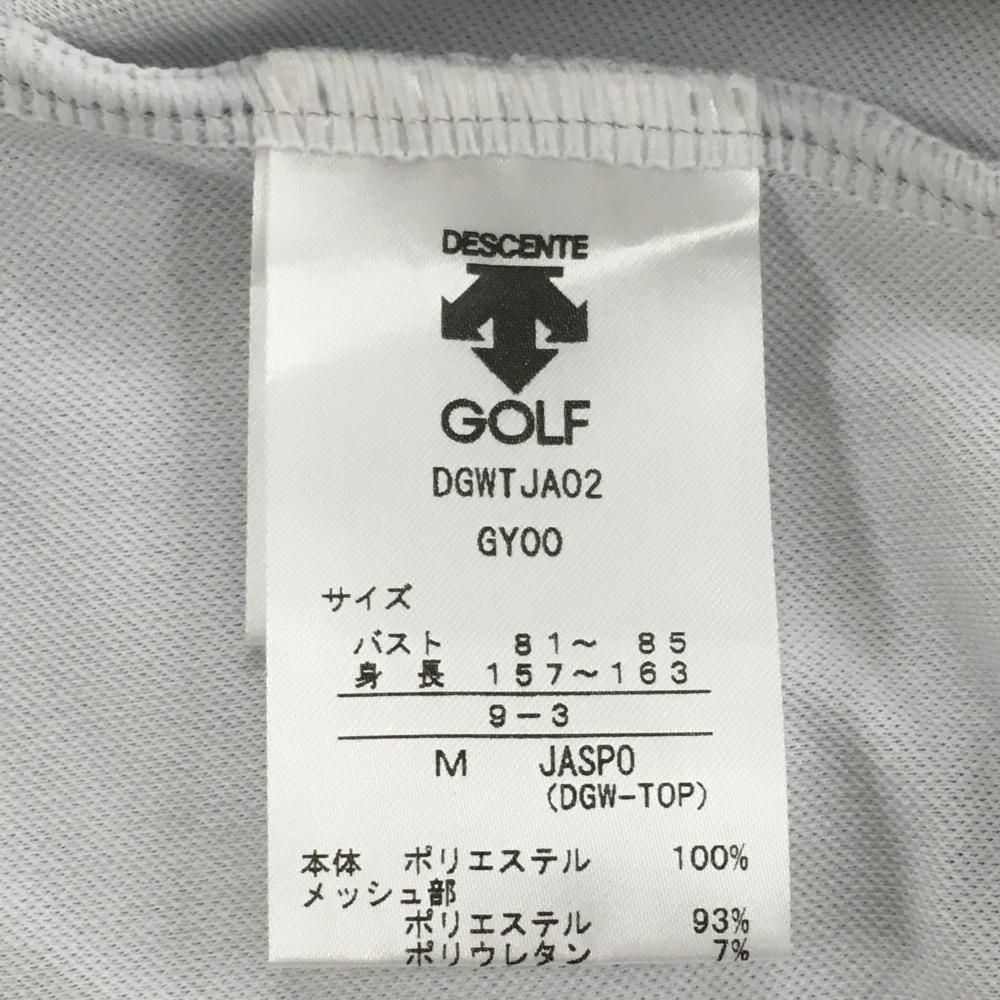 DESCENTE
GOLF
DGWTJA02
GY00
サイズ
バスト 81～ 85
身 長 157～163
9-3
M JASPO
(DGW-TOP)
本体 ポリエステル 100%
メッシュ部
ポリエステル 93%
ポリウレタン 7%